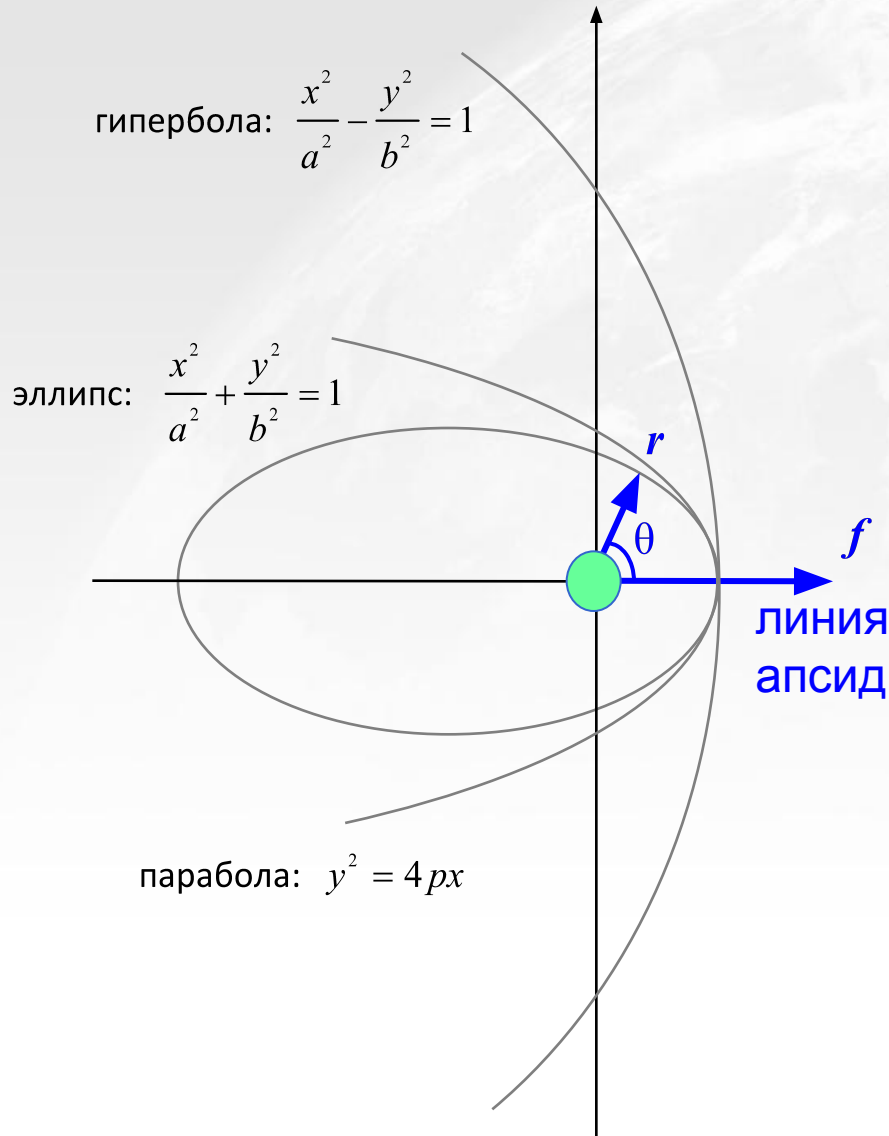 гипербола: x²/a² − y²/b² = 1
эллипс: x²/a² + y²/b² = 1
r
θ
f
линия
апсид
парабола: y² = 4px